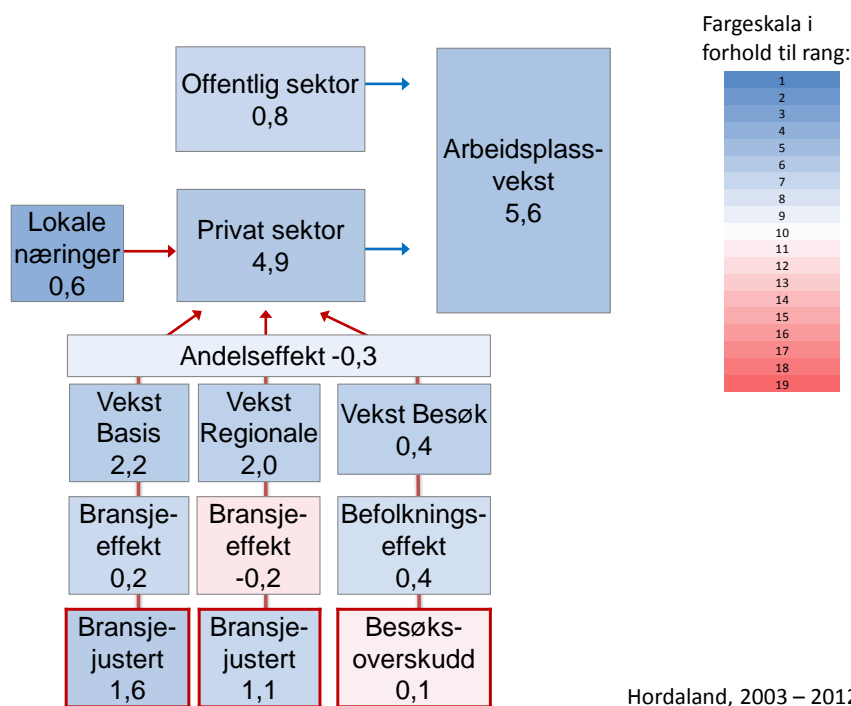 Fargeskala i
forhold til rang:
1
2
3
4
5
6
7
8
9
10
11
12
13
14
15
16
17
18
19
Offentlig sektor
0,8
Arbeidsplass-
vekst
5,6
Lokale
næringer
0,6
Privat sektor
4,9
Andelseffekt -0,3
Vekst
Basis
2,2
Vekst
Regionale
2,0
Vekst Besøk
0,4
Bransje-
effekt
0,2
Bransje-
effekt
-0,2
Befolknings-
effekt
0,4
Bransje-
justert
1,6
Bransje-
justert
1,1
Besøks-
overskudd
0,1
Hordaland, 2003 – 2012